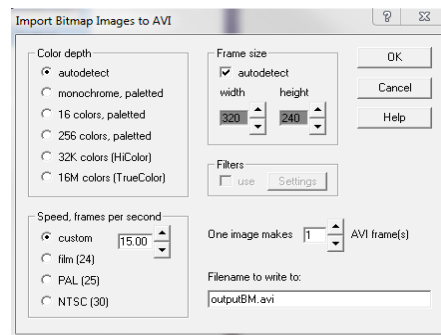 Import Bitmap Images to AVI
Color depth
autodetect
monochrome, paletted
16 colors, paletted
256 colors, paletted
32K colors (HiColor)
16M colors (TrueColor)
Frame size
autodetect
width height
320 240
OK
Cancel
Help
Filters
use Settings
Speed, frames per second
custom 15.00
film (24)
PAL (25)
NTSC (30)
One image makes 1 AVI frame(s)
Filename to write to:
outputBM.avi